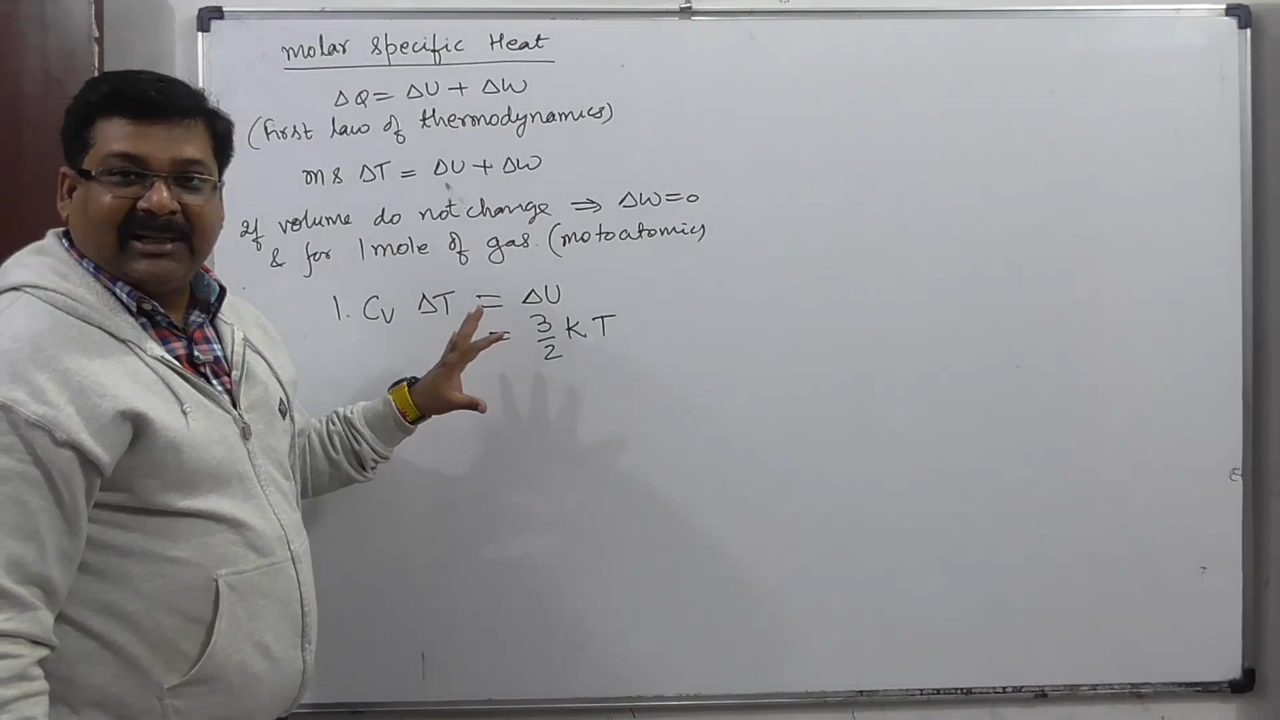 Molar Specific Heat
ΔQ = ΔU + ΔW
(First law of thermodynamics)
ms ΔT = ΔU + ΔW
If volume do not change ⇒ ΔW=0
& for 1 mole of gas. (motoatomic)
1. Cv ΔT = ΔU
= 3/2 K T